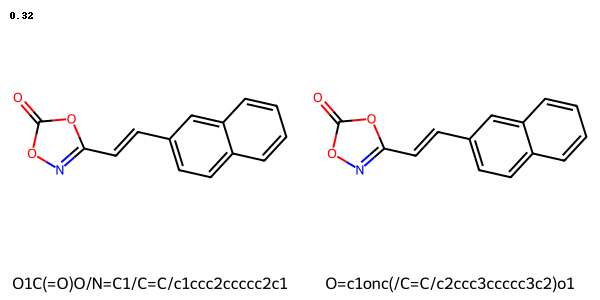 0.32
O O O N O O O N
O1C(=O)O/N=C1/C=C/c1ccc2ccccc2c1
O=c1onc(/C=C/c2ccc3ccccc3c2)o1